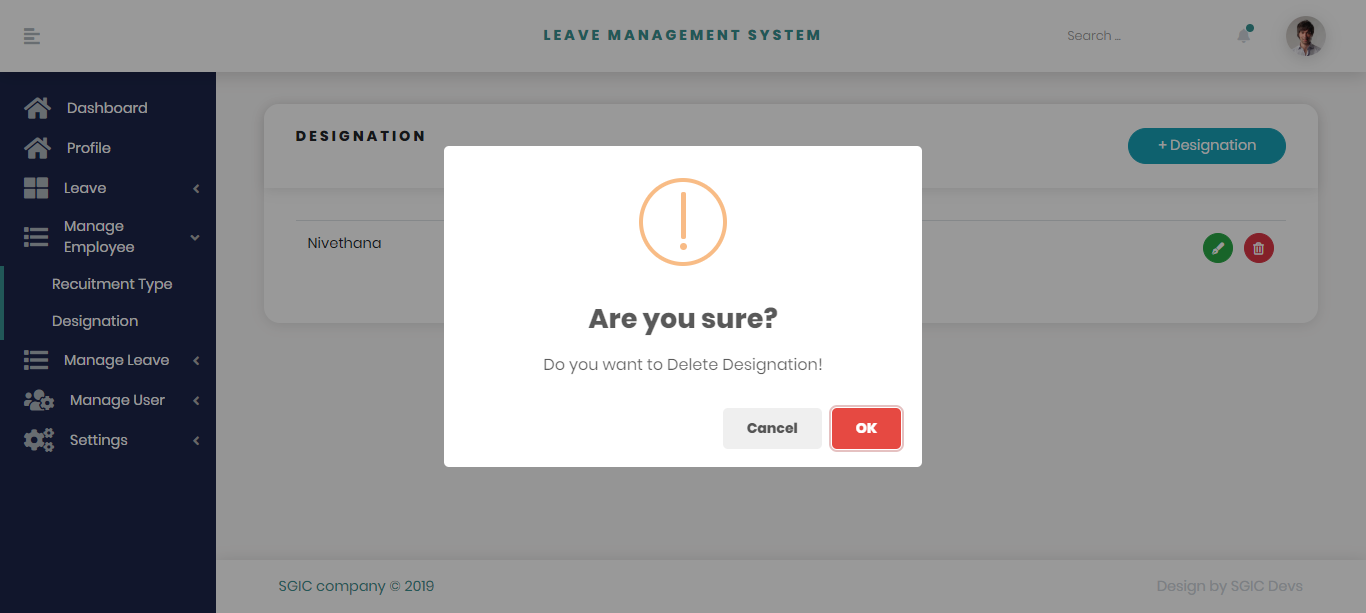 LEAVE MANAGEMENT SYSTEM
Search ...
Dashboard
Profile
Leave
Manage
Employee
Recuitment Type
Designation
Manage Leave
Manage User
Settings
DESIGNATION
+ Designation
Nivethana
Are you sure?
Do you want to Delete Designation!
Cancel
OK
SGIC company © 2019
Design by SGIC Devs